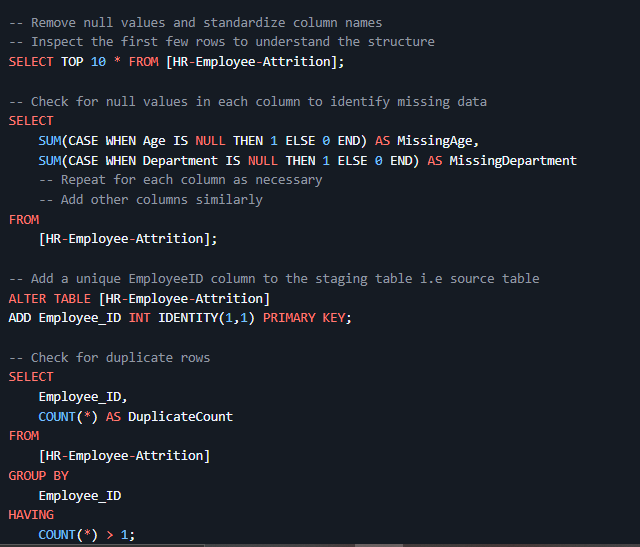 -- Remove null values and standardize column names
-- Inspect the first few rows to understand the structure
SELECT TOP 10 * FROM [HR-Employee-Attrition];
-- Check for null values in each column to identify missing data
SELECT
SUM(CASE WHEN Age IS NULL THEN 1 ELSE 0 END) AS MissingAge,
SUM(CASE WHEN Department IS NULL THEN 1 ELSE 0 END) AS MissingDepartment
-- Repeat for each column as necessary
-- Add other columns similarly
FROM
[HR-Employee-Attrition];
-- Add a unique EmployeeID column to the staging table i.e source table
ALTER TABLE [HR-Employee-Attrition]
ADD Employee_ID INT IDENTITY(1,1) PRIMARY KEY;
-- Check for duplicate rows
SELECT
Employee_ID,
COUNT(*) AS DuplicateCount
FROM
[HR-Employee-Attrition]
GROUP BY
Employee_ID
HAVING
COUNT(*) > 1;